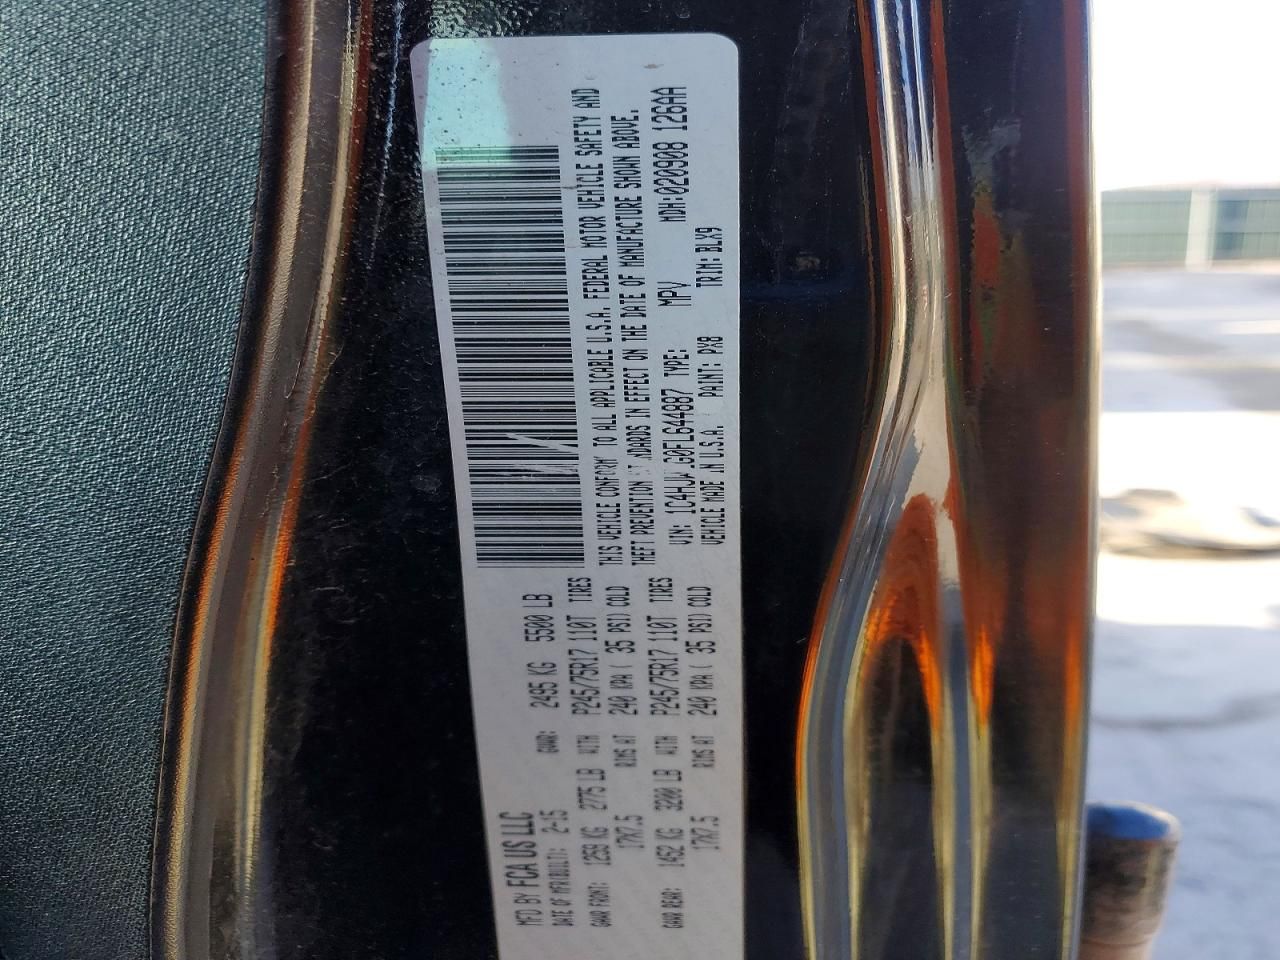 MFD BY FCA US LLC
DATE OF MFR(BUILT): 2-15 GVWR: 2495 KG 5500 LB
GAWR FRONT: 1259 KG 2775 LB WITH P245/75R17 110T TIRES
17X7.5 RIMS AT 240 KPA( 35 PSI) COLD
GAWR REAR: 1452 KG 3200 LB WITH P245/75R17 110T TIRES
17X7.5 RIMS AT 240 KPA( 35 PSI) COLD
THIS VEHICLE CONFORM TO ALL APPLICABLE U.S.A. FEDERAL MOTOR VEHICLE SAFETY AND
THEFT PREVENTION IN EFFECT ON THE DATE OF MANUFACTURE SHOWN ABOVE.
VIN: TYPE: MPV MDH:020908 126AA
VEHICLE MADE IN U.S.A. PAINT: PX8 TRIM: BLX9